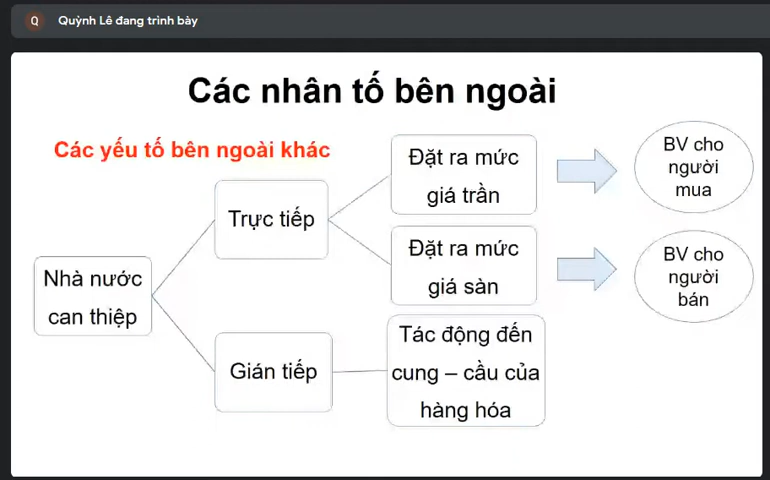 Q Quỳnh Lê đang trình bày
Các nhân tố bên ngoài
Các yếu tố bên ngoài khác
Nhà nước
can thiệp
Trực tiếp
Đặt ra mức
giá trần
BV cho
người
mua
Đặt ra mức
giá sàn
BV cho
người
bán
Gián tiếp
Tác động đến
cung – cầu của
hàng hóa